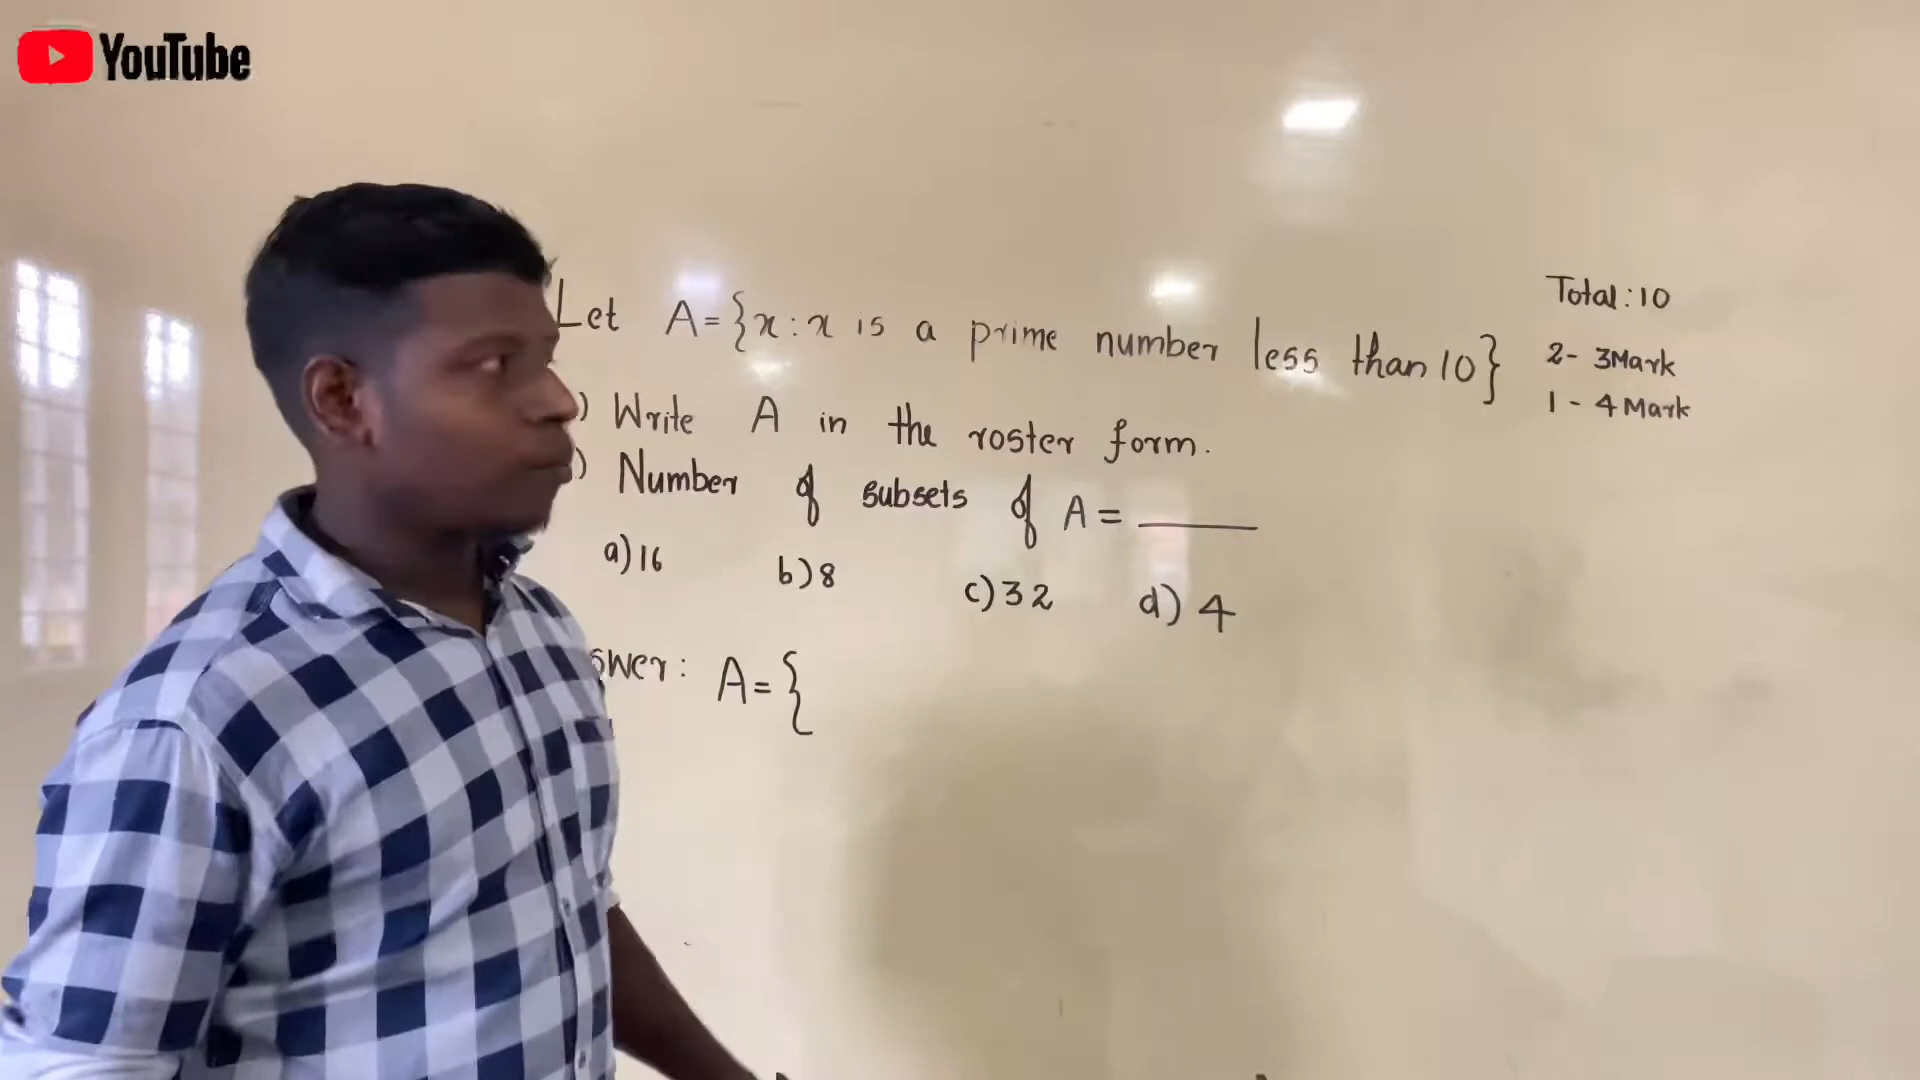 YouTube
Let A={x:x is a prime number less than 10}
) Write A in the roster form.
) Number of subsets of A = ______
a)16 b)8 c)32 d) 4
swer: A={
Total:10
2- 3Mark
1 - 4Mark